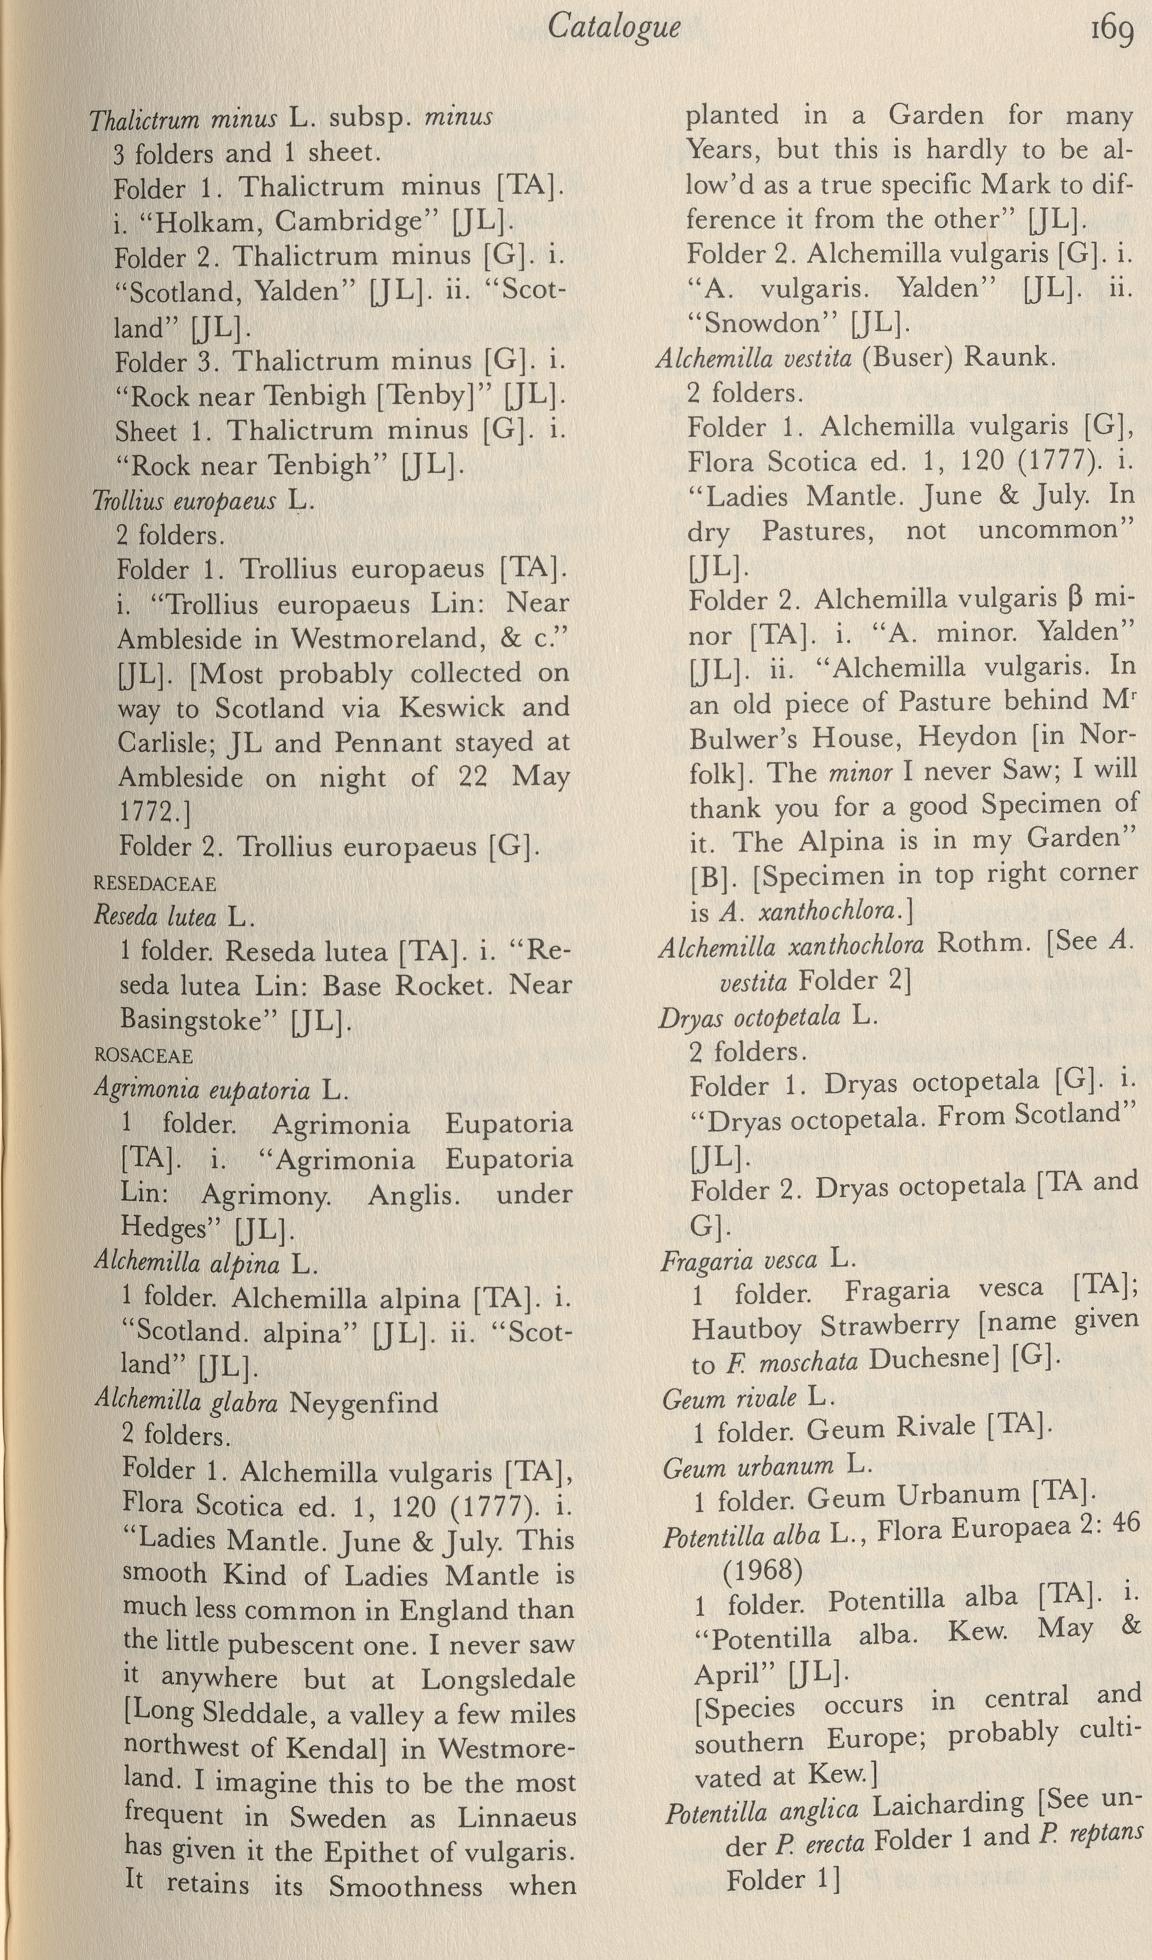 Catalogue
169
Thalictrum minus L. subsp. minus
3 folders and 1 sheet.
Folder 1. Thalictrum minus [TA].
i. “Holkam, Cambridge” [JL].
Folder 2. Thalictrum minus [G]. i.
“Scotland, Yalden” [JL]. ii. “Scot-
land” [JL].
Folder 3. Thalictrum minus [G]. i.
“Rock near Tenbigh [Tenby]” [JL].
Sheet 1. Thalictrum minus [G]. i.
“Rock near Tenbigh” [JL].
Trollius europaeus L.
2 folders.
Folder 1. Trollius europaeus [TA].
i. “Trollius europaeus Lin: Near
Ambleside in Westmoreland, & c.”
[JL]. [Most probably collected on
way to Scotland via Keswick and
Carlisle; JL and Pennant stayed at
Ambleside on night of 22 May
1772.]
Folder 2. Trollius europaeus [G].
RESEDACEAE
Reseda lutea L.
1 folder. Reseda lutea [TA]. i. “Re-
seda lutea Lin: Base Rocket. Near
Basingstoke” [JL].
ROSACEAE
Agrimonia eupatoria L.
1 folder. Agrimonia Eupatoria
[TA]. i. “Agrimonia Eupatoria
Lin: Agrimony. Anglis. under
Hedges” [JL].
Alchemilla alpina L.
1 folder. Alchemilla alpina [TA]. i.
“Scotland. alpina” [JL]. ii. “Scot-
land” [JL].
Alchemilla glabra Neygenfind
2 folders.
Folder 1. Alchemilla vulgaris [TA],
Flora Scotica ed. 1, 120 (1777). i.
“Ladies Mantle. June & July. This
smooth Kind of Ladies Mantle is
much less common in England than
the little pubescent one. I never saw
it anywhere but at Longsledale
[Long Sleddale, a valley a few miles
northwest of Kendal] in Westmore-
land. I imagine this to be the most
frequent in Sweden as Linnaeus
has given it the Epithet of vulgaris.
It retains its Smoothness when
planted in a Garden for many
Years, but this is hardly to be al-
low’d as a true specific Mark to dif-
ference it from the other” [JL].
Folder 2. Alchemilla vulgaris [G]. i.
“A. vulgaris. Yalden” [JL]. ii.
“Snowdon” [JL].
Alchemilla vestita (Buser) Raunk.
2 folders.
Folder 1. Alchemilla vulgaris [G],
Flora Scotica ed. 1, 120 (1777). i.
“Ladies Mantle. June & July. In
dry Pastures, not uncommon”
[JL].
Folder 2. Alchemilla vulgaris β mi-
nor [TA]. i. “A. minor. Yalden”
[JL]. ii. “Alchemilla vulgaris. In
an old piece of Pasture behind Mʳ
Bulwer’s House, Heydon [in Nor-
folk]. The minor I never Saw; I will
thank you for a good Specimen of
it. The Alpina is in my Garden”
[B]. [Specimen in top right corner
is A. xanthochlora.]
Alchemilla xanthochlora Rothm. [See A.
vestita Folder 2]
Dryas octopetala L.
2 folders.
Folder 1. Dryas octopetala [G]. i.
“Dryas octopetala. From Scotland”
[JL].
Folder 2. Dryas octopetala [TA and
G].
Fragaria vesca L.
1 folder. Fragaria vesca [TA];
Hautboy Strawberry [name given
to F. moschata Duchesne] [G].
Geum rivale L.
1 folder. Geum Rivale [TA].
Geum urbanum L.
1 folder. Geum Urbanum [TA].
Potentilla alba L., Flora Europaea 2: 46
(1968)
1 folder. Potentilla alba [TA]. i.
“Potentilla alba. Kew. May &
April” [JL].
[Species occurs in central and
southern Europe; probably culti-
vated at Kew.]
Potentilla anglica Laicharding [See un-
der P. erecta Folder 1 and P. reptans
Folder 1]